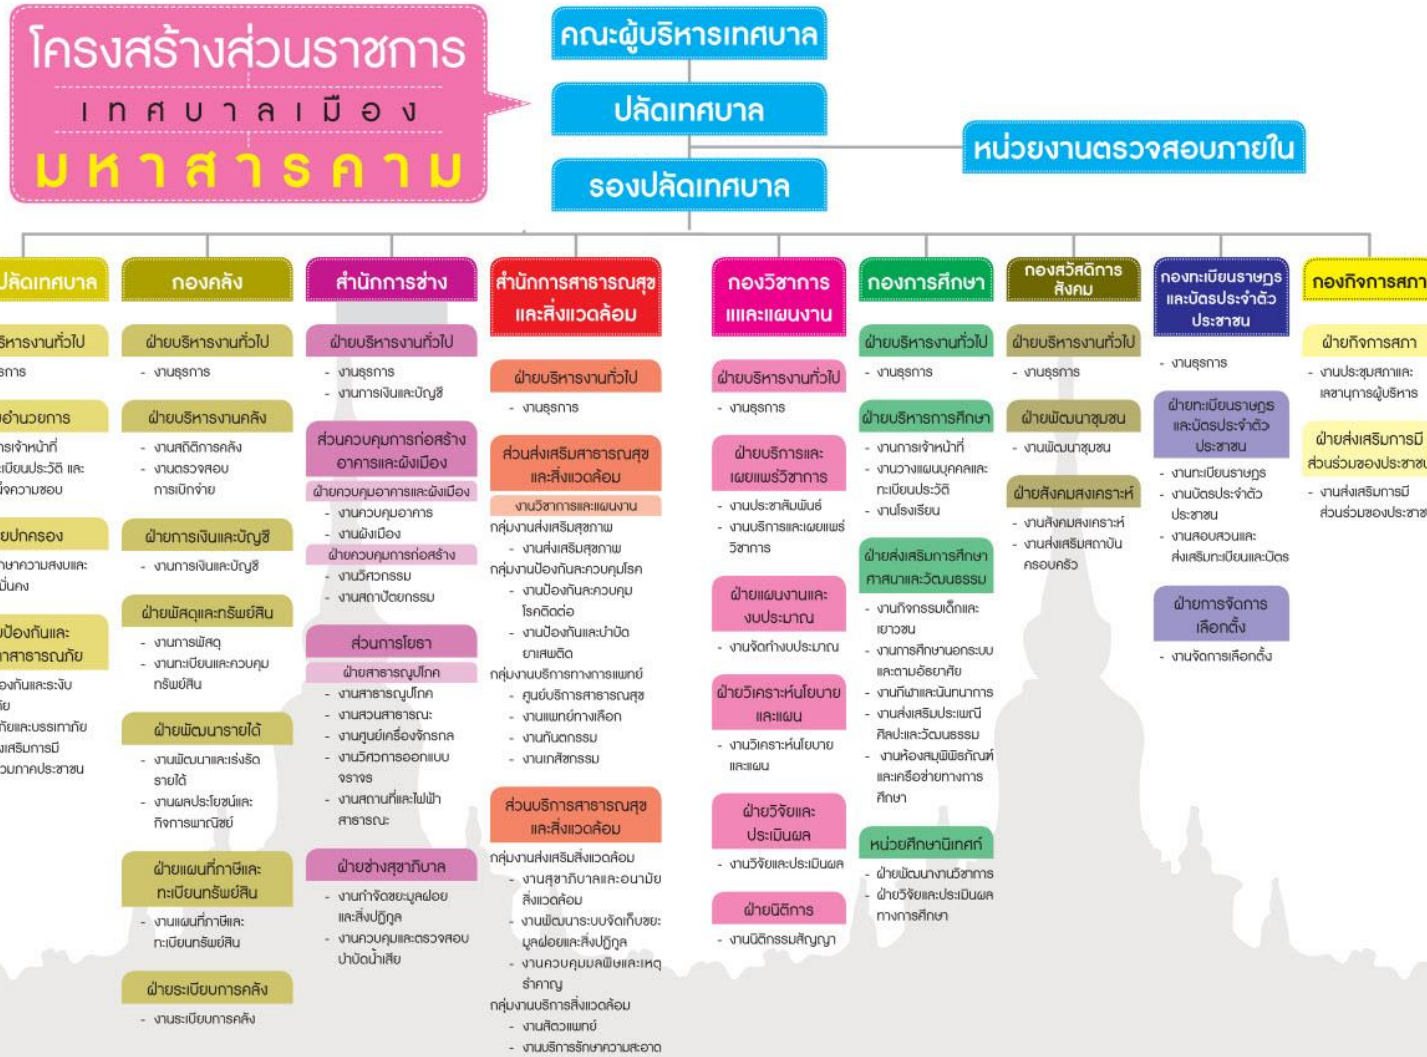 โครงสร้างส่วนราชการ
เทศบาลเมือง
มหาสารคาม
คณะผู้บริหารเทศบาล
ปลัดเทศบาล
หน่วยงานตรวจสอบภายใน
รองปลัดเทศบาล
ปลัดเทศบาล
อำนวยการ
ปกครอง
ป้องกันและ
สาธารณภัย
กองคลัง
ฝ่ายบริหารงานทั่วไป
- งานธุรการ
ฝ่ายบริหารงานคลัง
- งานสถิติการคลัง
- งานตรวจสอบ
การเบิกจ่าย
ฝ่ายการเงินและบัญชี
- งานการเงินและบัญชี
ฝ่ายพัสดุและทรัพย์สิน
- งานการพัสดุ
- งานทะเบียนและควบคุม
ทรัพย์สิน
ฝ่ายพัฒนารายได้
- งานพัฒนาและเร่งรัด
รายได้
- งานผลประโยชน์และ
กิจการพาณิชย์
ฝ่ายแผนที่ภาษีและ
ทะเบียนทรัพย์สิน
- งานแผนที่ภาษีและ
ทะเบียนทรัพย์สิน
ฝ่ายระเบียบการคลัง
- งานระเบียบการคลัง
สำนักการช่าง
ฝ่ายบริหารงานทั่วไป
- งานธุรการ
- งานการเงินและบัญชี
ส่วนควบคุมการก่อสร้าง
อาคารและผังเมือง
ฝ่ายควบคุมอาคารและผังเมือง
- งานควบคุมอาคาร
- งานผังเมือง
ฝ่ายควบคุมการก่อสร้าง
- งานวิศวกรรม
- งานสถาปัตยกรรม
ส่วนการโยธา
ฝ่ายสาธารณูปโภค
- งานสาธารณูปโภค
- งานสวนสาธารณะ
- งานศูนย์เครื่องจักรกล
- งานวิศวการออกแบบ
จราจร
- งานสถานที่และไฟฟ้า
สาธารณะ
ฝ่ายช่างสุขาภิบาล
- งานกำจัดขยะมูลฝอย
และสิ่งปฏิกูล
- งานควบคุมและตรวจสอบ
บำบัดน้ำเสีย
สำนักการสาธารณสุข
และสิ่งแวดล้อม
ฝ่ายบริหารงานทั่วไป
- งานธุรการ
ส่วนส่งเสริมสาธารณสุข
และสิ่งแวดล้อม
งานวิชาการและแผนงาน
กลุ่มงานส่งเสริมสุขภาพ
- งานส่งเสริมสุขภาพ
กลุ่มงานป้องกันละควบคุมโรค
- งานป้องกันละควบคุม
โรคติดต่อ
- งานป้องกันและบำบัด
ยาเสพติด
กลุ่มงานบริการทางการแพทย์
- ศูนย์บริการสาธารณสุข
- งานแพทย์ทางเลือก
- งานทันตกรรม
- งานเภสัชกรรม
ส่วนบริการสาธารณสุข
และสิ่งแวดล้อม
กลุ่มงานส่งเสริมสิ่งแวดล้อม
- งานสุขาภิบาลและอนามัย
สิ่งแวดล้อม
- งานพัฒนาระบบจัดเก็บขยะ
มูลฝอยและสิ่งปฏิกูล
- งานควบคุมมลพิษและเหตุ
รำคาญ
กลุ่มงานบริการสิ่งแวดล้อม
- งานสัตวแพทย์
- งานบริการรักษาความสะอาด
กองวิชาการ
แและแผนงาน
ฝ่ายบริหารงานทั่วไป
- งานธุรการ
ฝ่ายบริการและ
เผยแพร่วิชาการ
- งานประชาสัมพันธ์
- งานบริการและเผยแพร่
วิชาการ
ฝ่ายแผนงานและ
งบประมาณ
- งานจัดทำงบประมาณ
ฝ่ายวิเคราะห์นโยบาย
และแผน
- งานวิเคราะห์นโยบาย
และแผน
ฝ่ายวิจัยและ
ประเมินผล
- งานวิจัยและประเมินผล
ฝ่ายนิติการ
- งานนิติกรรมสัญญา
กองการศึกษา
ฝ่ายบริหารงานทั่วไป
- งานธุรการ
ฝ่ายบริหารการศึกษา
- งานการเจ้าหน้าที่
- งานวางแผนบุคคลและ
ทะเบียนประวัติ
- งานโรงเรียน
ฝ่ายส่งเสริมการศึกษา
ศาสนาและวัฒนธรรม
- งานกิจกรรมเด็กและ
เยาวชน
- งานการศึกษานอกระบบ
และตามอัธยาศัย
- งานกีฬาและนันทนาการ
- งานส่งเสริมประเพณี
ศิลปะและวัฒนธรรม
- งานห้องสมุพิพิธภัณฑ์
และเครือข่ายทางการ
ศึกษา
หน่วยศึกษานิเทศก์
- ฝ่ายพัฒนางานวิชาการ
- ฝ่ายวิจัยและประเมินผล
ทางการศึกษา
กองสวัสดิการ
สังคม
ฝ่ายบริหารงานทั่วไป
- งานธุรการ
ฝ่ายพัฒนาชุมชน
- งานพัฒนาชุมชน
ฝ่ายสังคมสงเคราะห์
- งานสังคมสงเคราะห์
- งานส่งเสริมสถาบัน
ครอบครัว
กองทะเบียนราษฎร
และบัตรประจำตัว
ประชาชน
- งานธุรการ
ฝ่ายทะเบียนราษฎร
และบัตรประจำตัว
ประชาชน
- งานทะเบียนราษฎร
- งานบัตรประจำตัว
ประชาชน
- งานสอบสวนและ
ส่งเสริมทะเบียนและบัตร
ฝ่ายการจัดการ
เลือกตั้ง
- งานจัดการเลือกตั้ง
กองกิจการสภา
ฝ่ายกิจการสภา
- งานประชุมสภาและ
เลขานุการผู้บริหาร
ฝ่ายส่งเสริมการมี
ส่วนร่วมของประชาชน
- งานส่งเสริมการมี
ส่วนร่วมของประชาชน